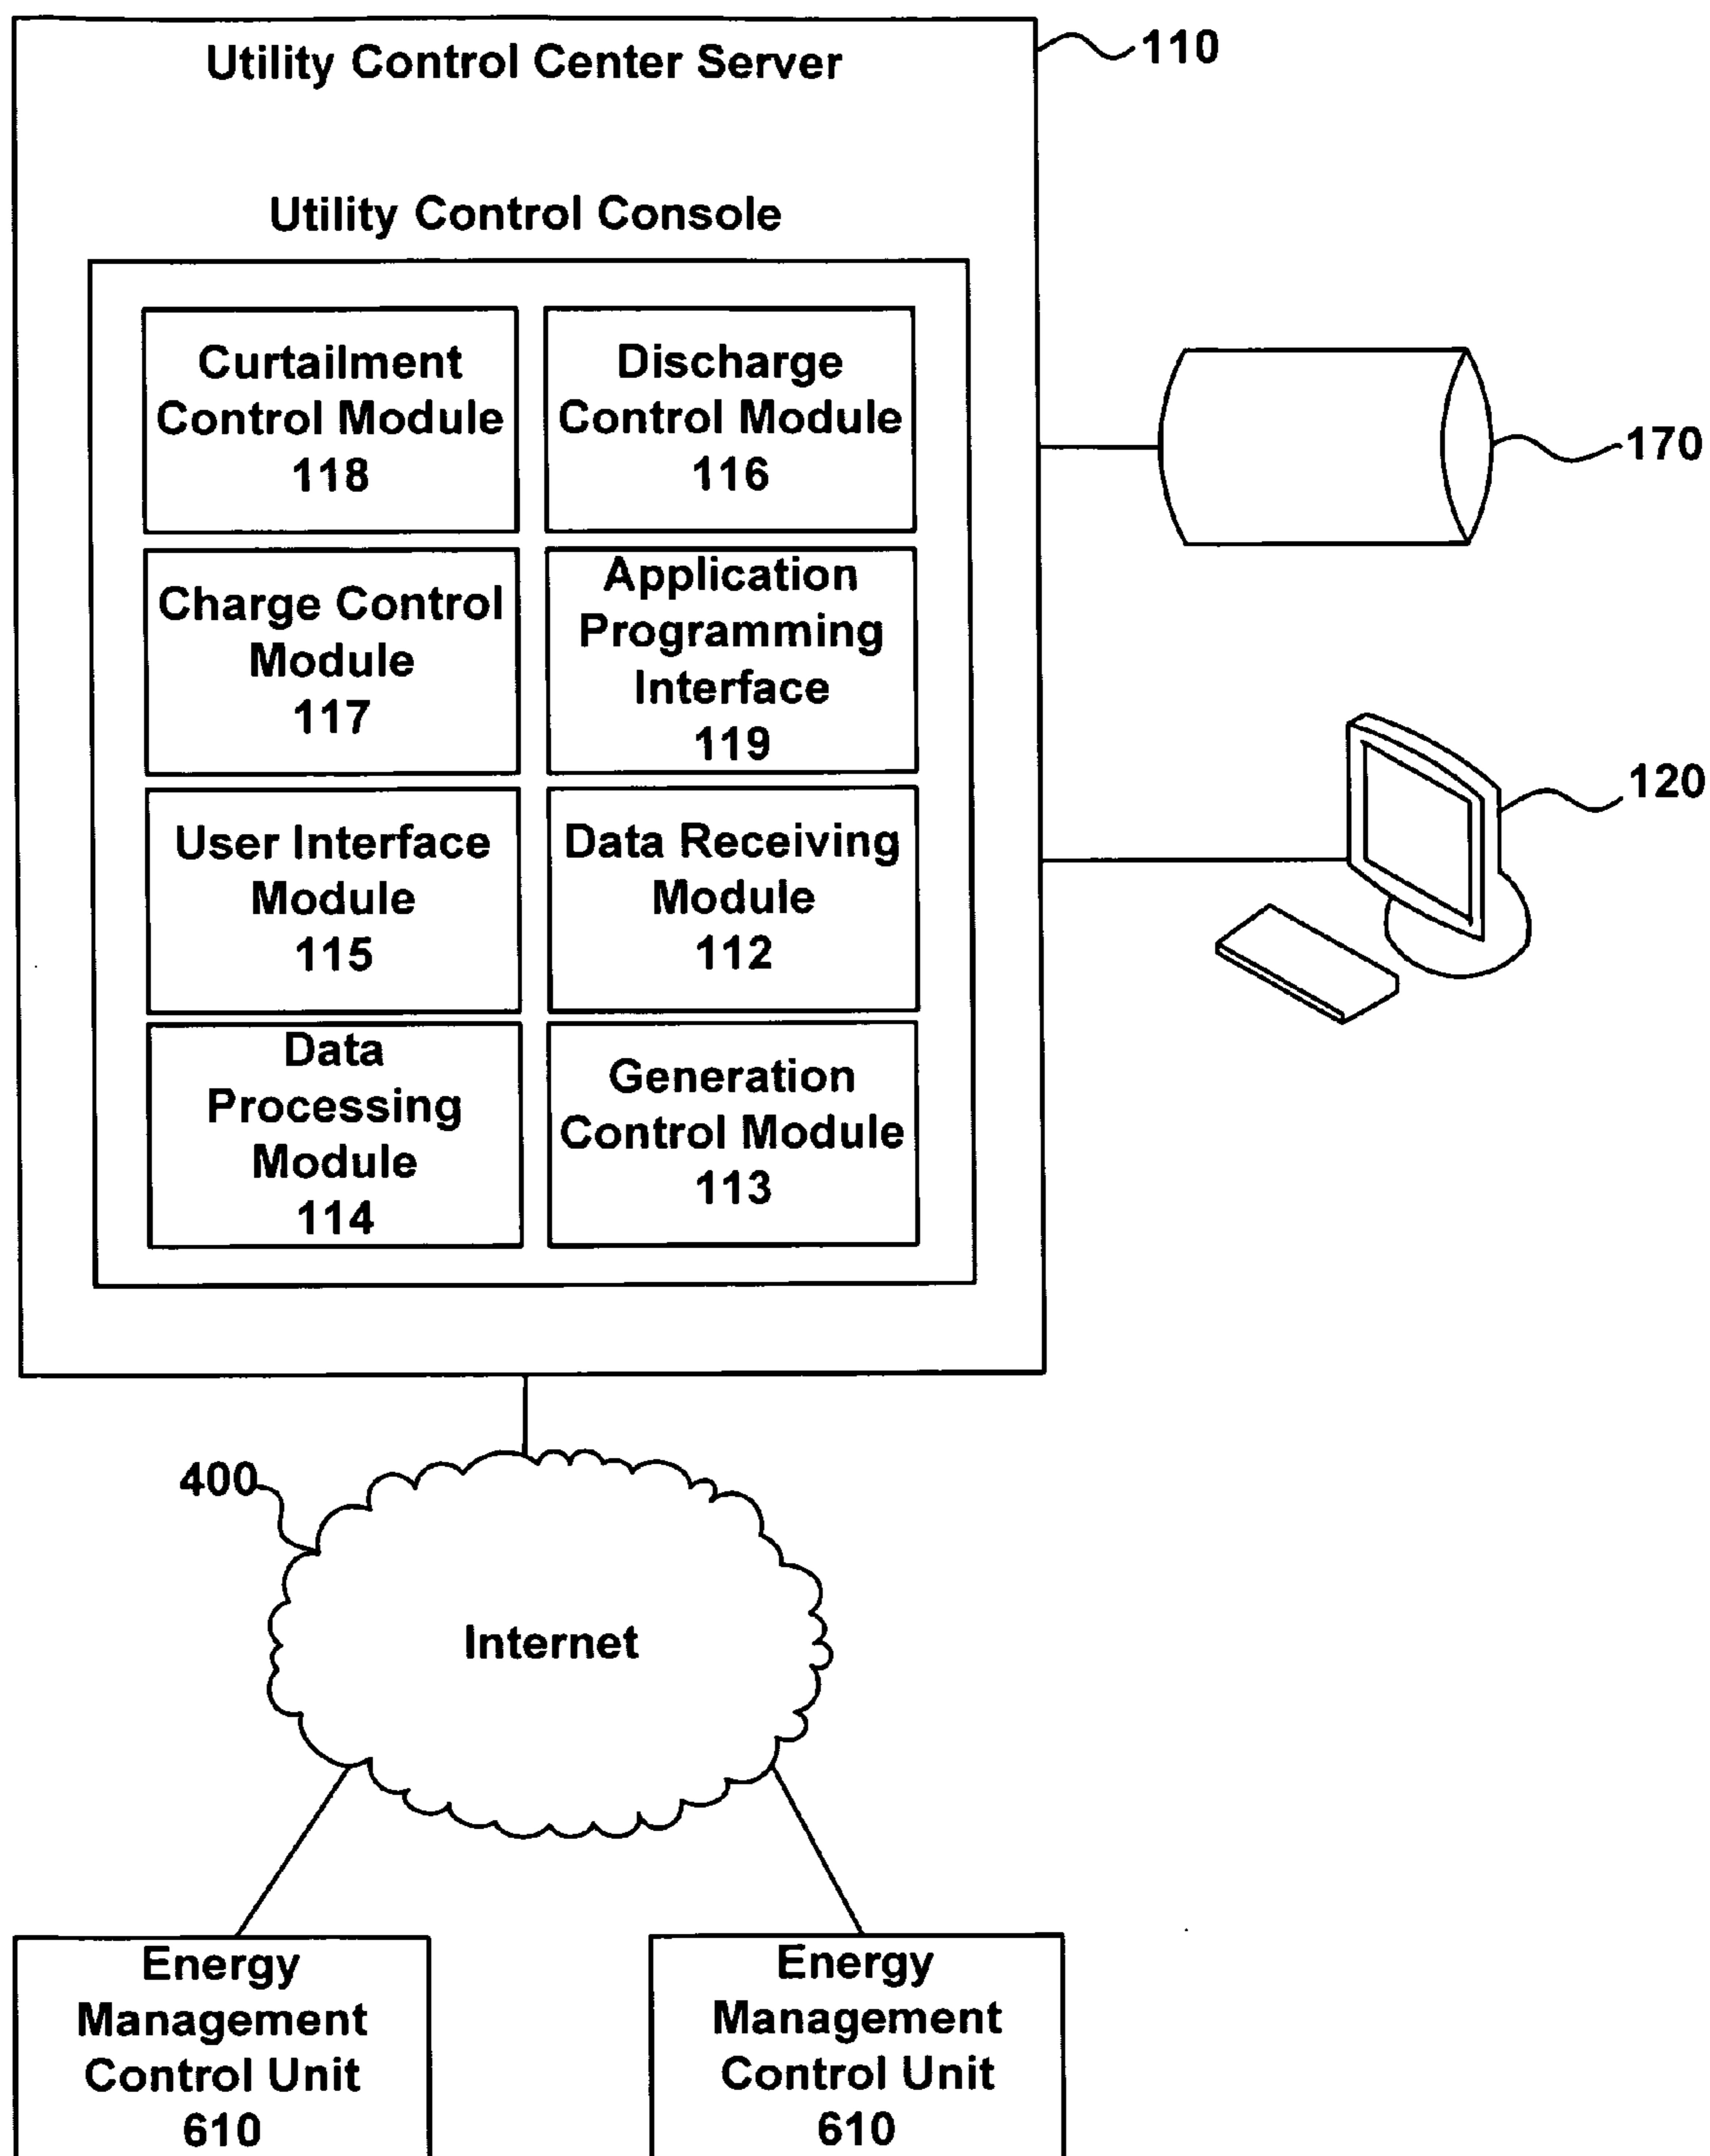 Utility Control Center Server
110
Utility Control Console
Curtailment
Control Module
118
Discharge
Control Module
116
170
Charge Control
Module
117
Application
Programming
Interface
119
120
User Interface
Module
115
Data Receiving
Module
112
Data
Processing
Module
114
Generation
Control Module
113
400
Internet
Energy
Management
Control Unit
610
Energy
Management
Control Unit
610